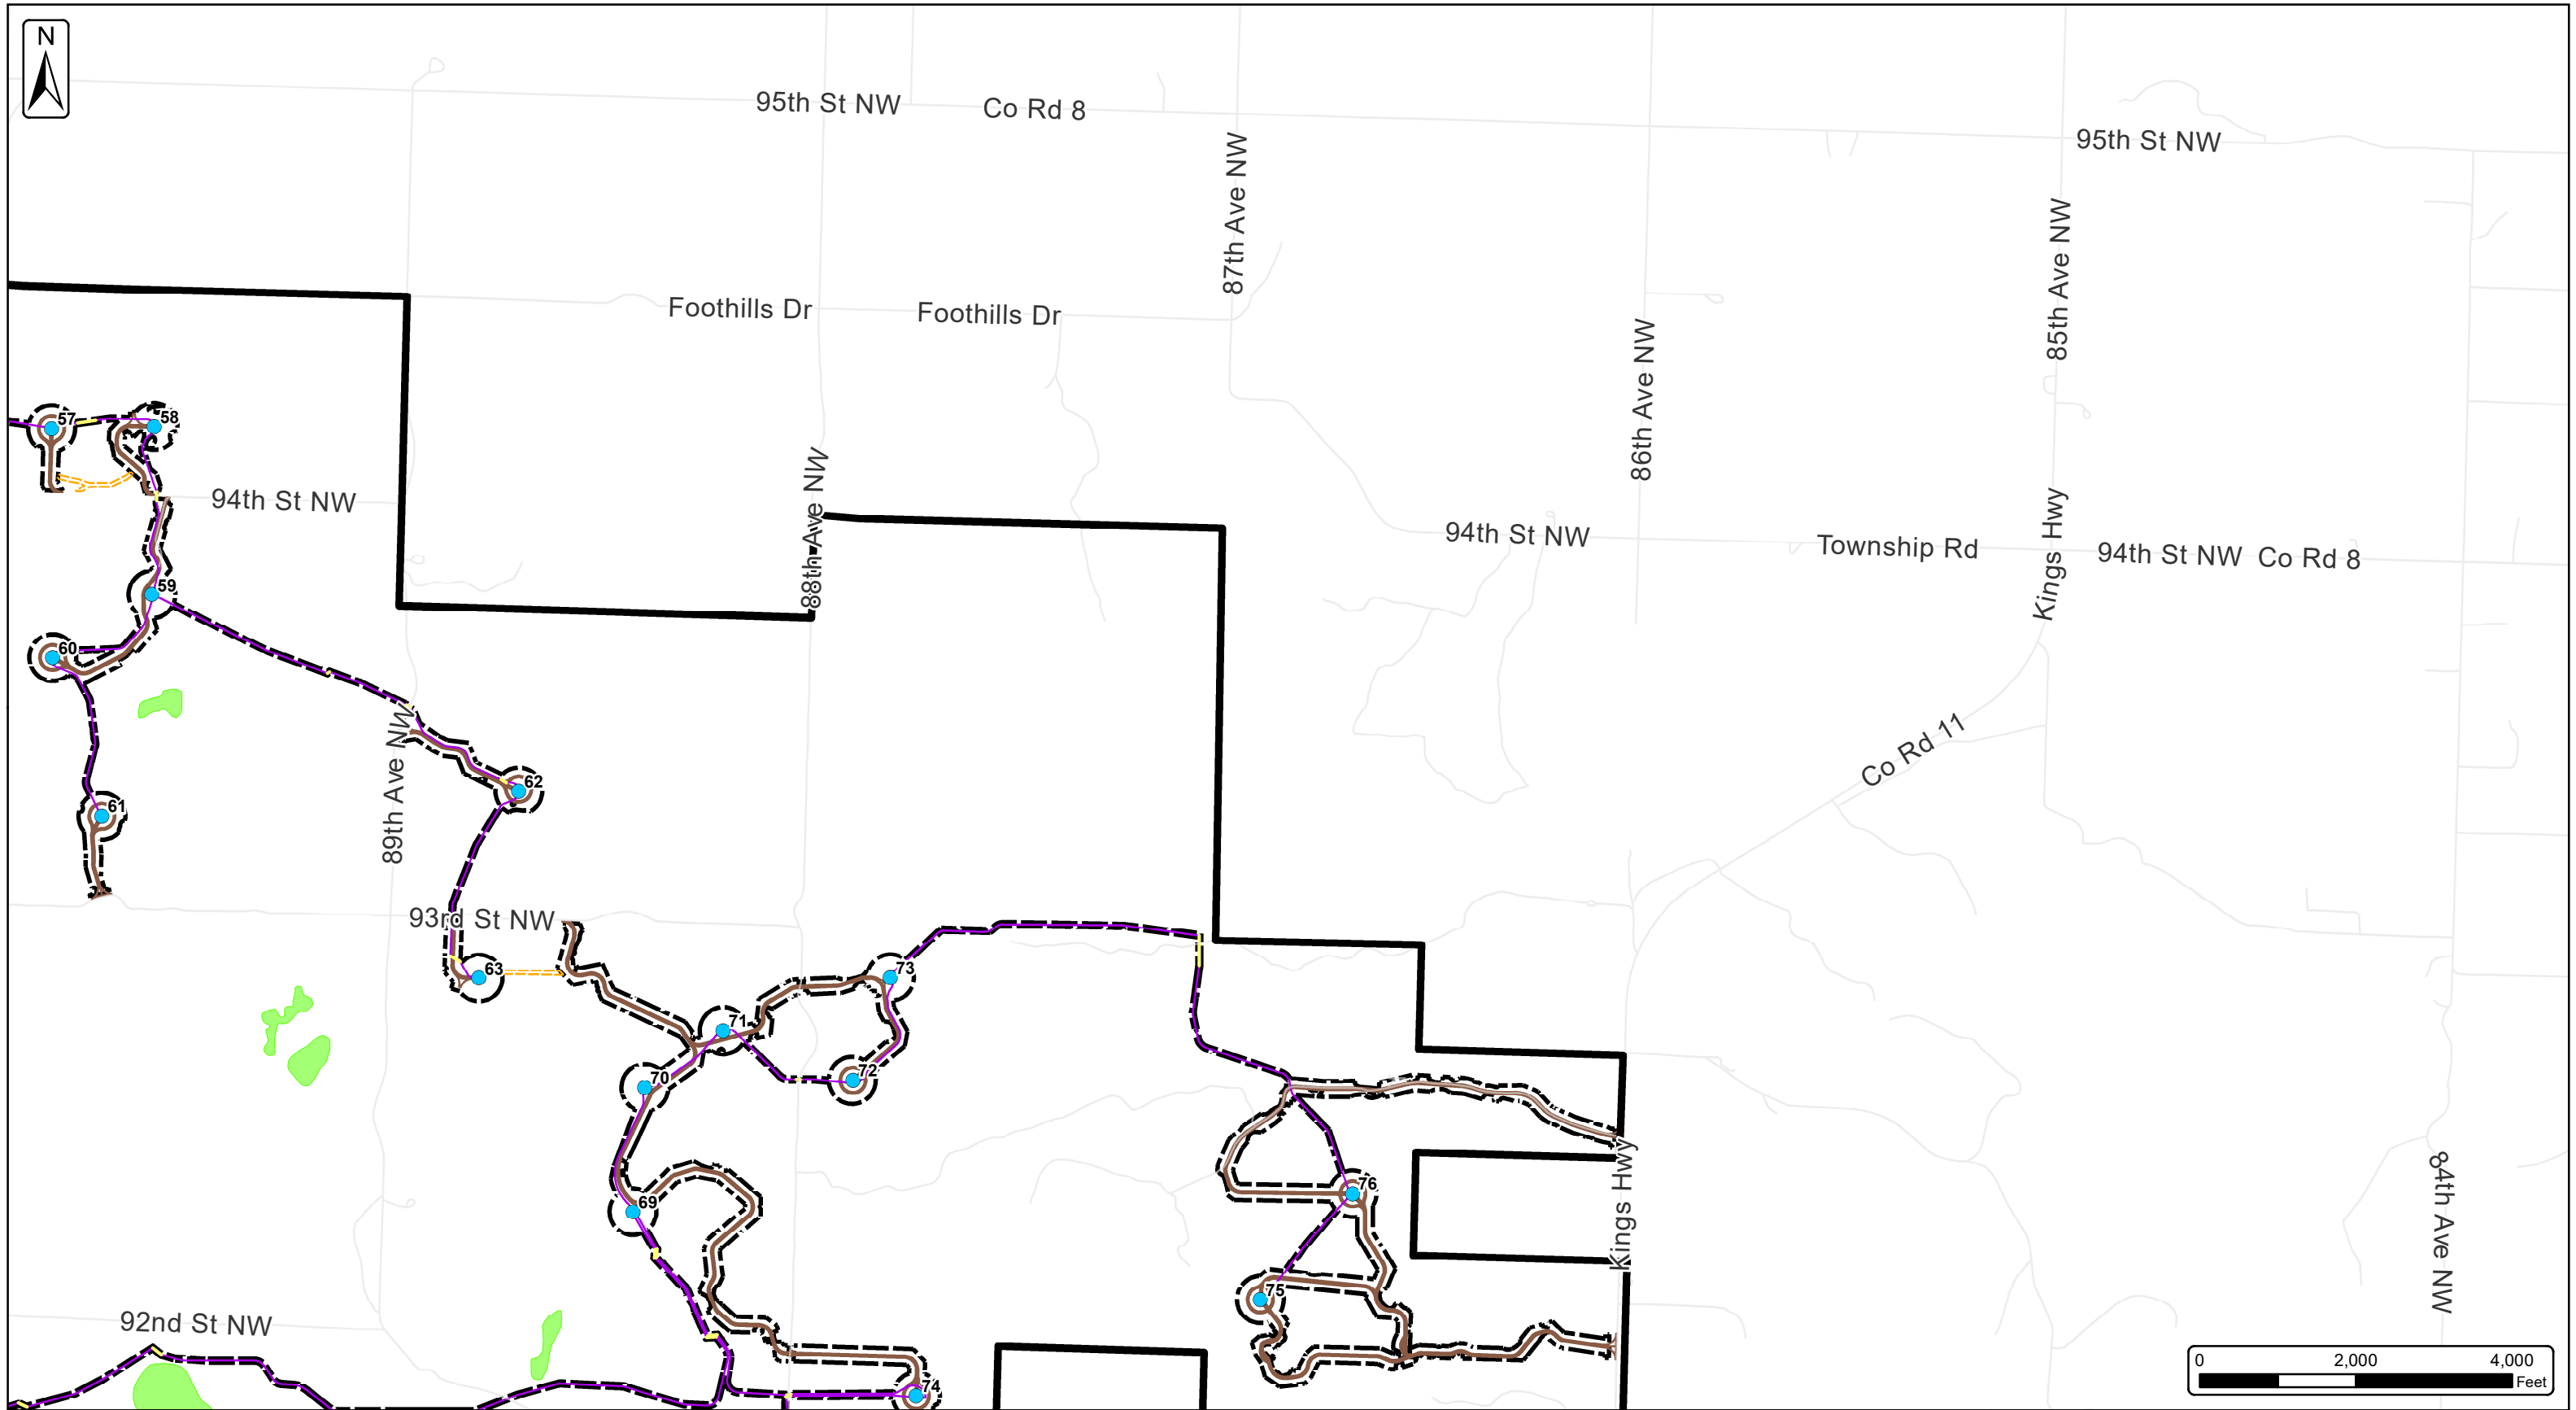 N
95th St NW
Co Rd 8
95th St NW
87th Ave NW
85th Ave NW
Foothills Dr
Foothills Dr
86th Ave NW
57
58
88th Ave NW
94th St NW
Kings Hwy
94th St NW
Township Rd
94th St NW
Co Rd 8
59
60
89th Ave NW
Co Rd 11
62
61
93rd St NW
63
73
71
70
72
Kings Hwy
84th Ave NW
76
69
75
92nd St NW
74
0
2,000
4,000
Feet